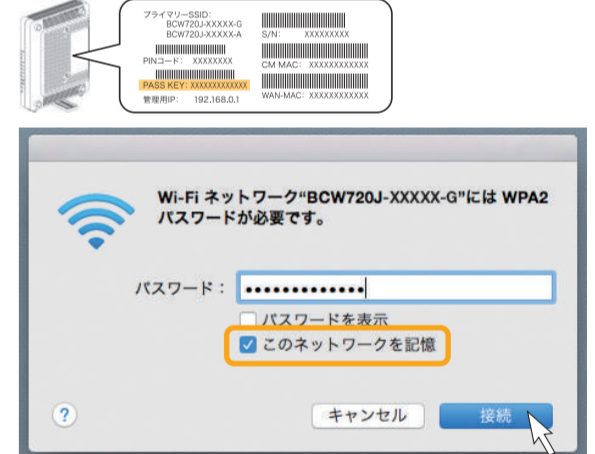 プライマリーSSID:
BCW720J-XXXXX-G
BCW720J-XXXXX-A
PINコード: XXXXXXXX
PASS KEY: XXXXXXXXXXXXX
管理用IP: 192.168.0.1
S/N: XXXXXXXXX
CM MAC: XXXXXXXXXXXX
WAN-MAC: XXXXXXXXXXXX
Wi-Fi ネットワーク“BCW720J-XXXXX-G”には WPA2
パスワードが必要です。
パスワード: •••••••••••••
パスワードを表示
このネットワークを記憶
? キャンセル 接続